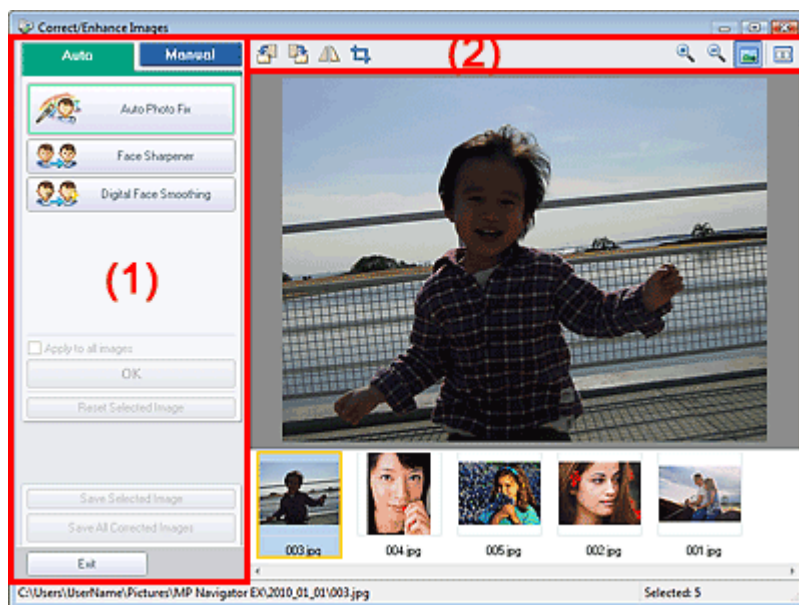 Correct/Enhance Images
Auto
Manual
(2)
Auto Photo Fix
Face Sharpener
Digital Face Smoothing
(1)
Apply to all images
OK
Reset Selected Image
Save Selected Image
Save All Corrected Images
Exit
003.jpg
004.jpg
005.jpg
002.jpg
001.jpg
C:\Users\UserName\Pictures\MP Navigator EX\2010_01_01\003.jpg
Selected: 5